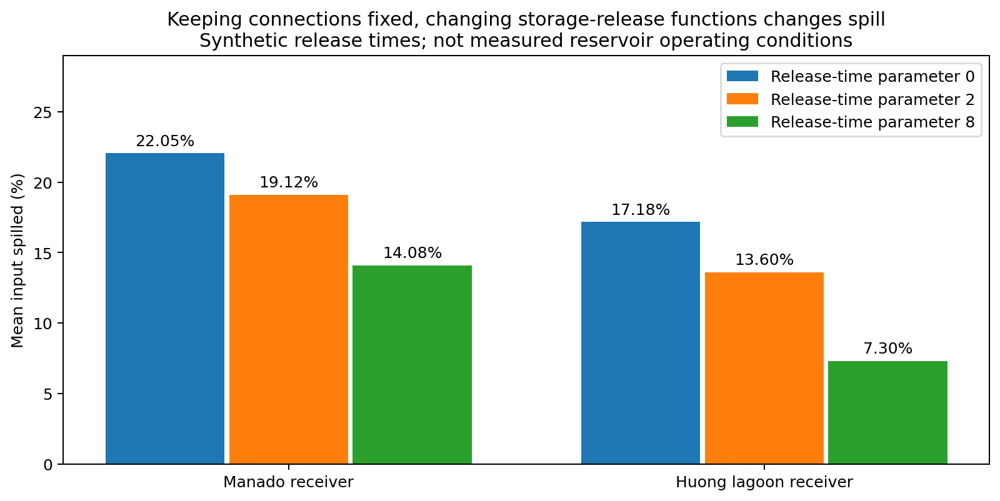 Keeping connections fixed, changing storage-release functions changes spill
Synthetic release times; not measured reservoir operating conditions
Release-time parameter 0
Release-time parameter 2
Release-time parameter 8
Mean input spilled (%)
25
20
15
10
5
0
22.05%
19.12%
14.08%
17.18%
13.60%
7.30%
Manado receiver
Huong lagoon receiver